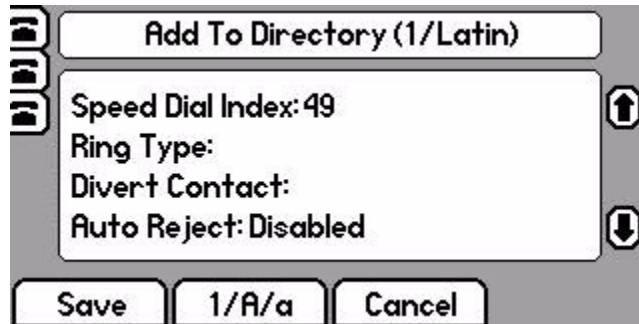 Add To Directory (1/Latin)
Speed Dial Index: 49
Ring Type:
Divert Contact:
Auto Reject: Disabled
Save 1/A/a Cancel